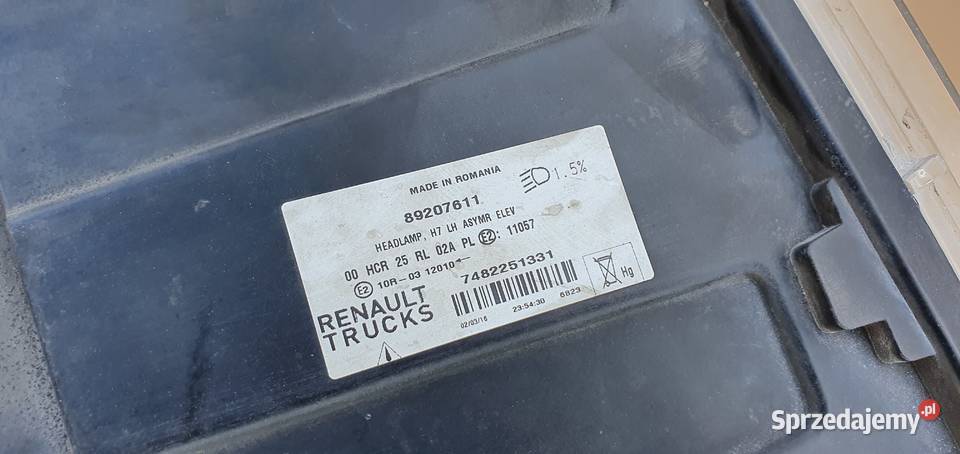 MADE IN ROMANIA
89207611
1.5%
HEADLAMP, H7 LH ASYMR ELEV
00 HCR 25 RL 02A PL E2: 11057
E2 10R-03 12010
7482251331
RENAULT
TRUCKS
02/03/16 23:54:30 6B23
Hg
Sprzedajemy.pl